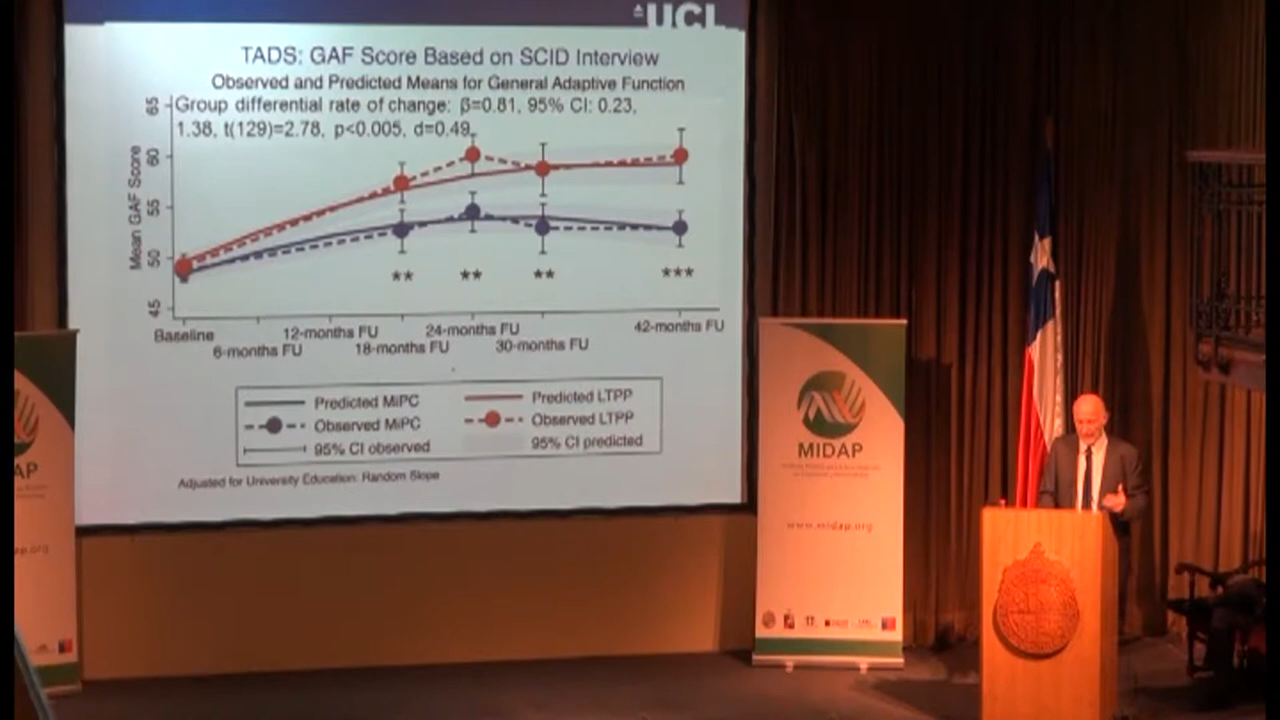 UCL
TADS: GAF Score Based on SCID Interview
Observed and Predicted Means for General Adaptive Function
Group differential rate of change: β=0.81, 95% CI: 0.23,
1.38, t(129)=2.78, p<0.005, d=0.49
Mean GAF Score
65
60
55
50
45
** ** ** ***
Baseline 12-months FU 24-months FU 42-months FU
6-months FU 18-months FU 30-months FU
Predicted MiPC Predicted LTPP
Observed MiPC Observed LTPP
95% CI observed 95% CI predicted
Adjusted for University Education: Random Slope
AP
ap.org
MIDAP
www.midap.org